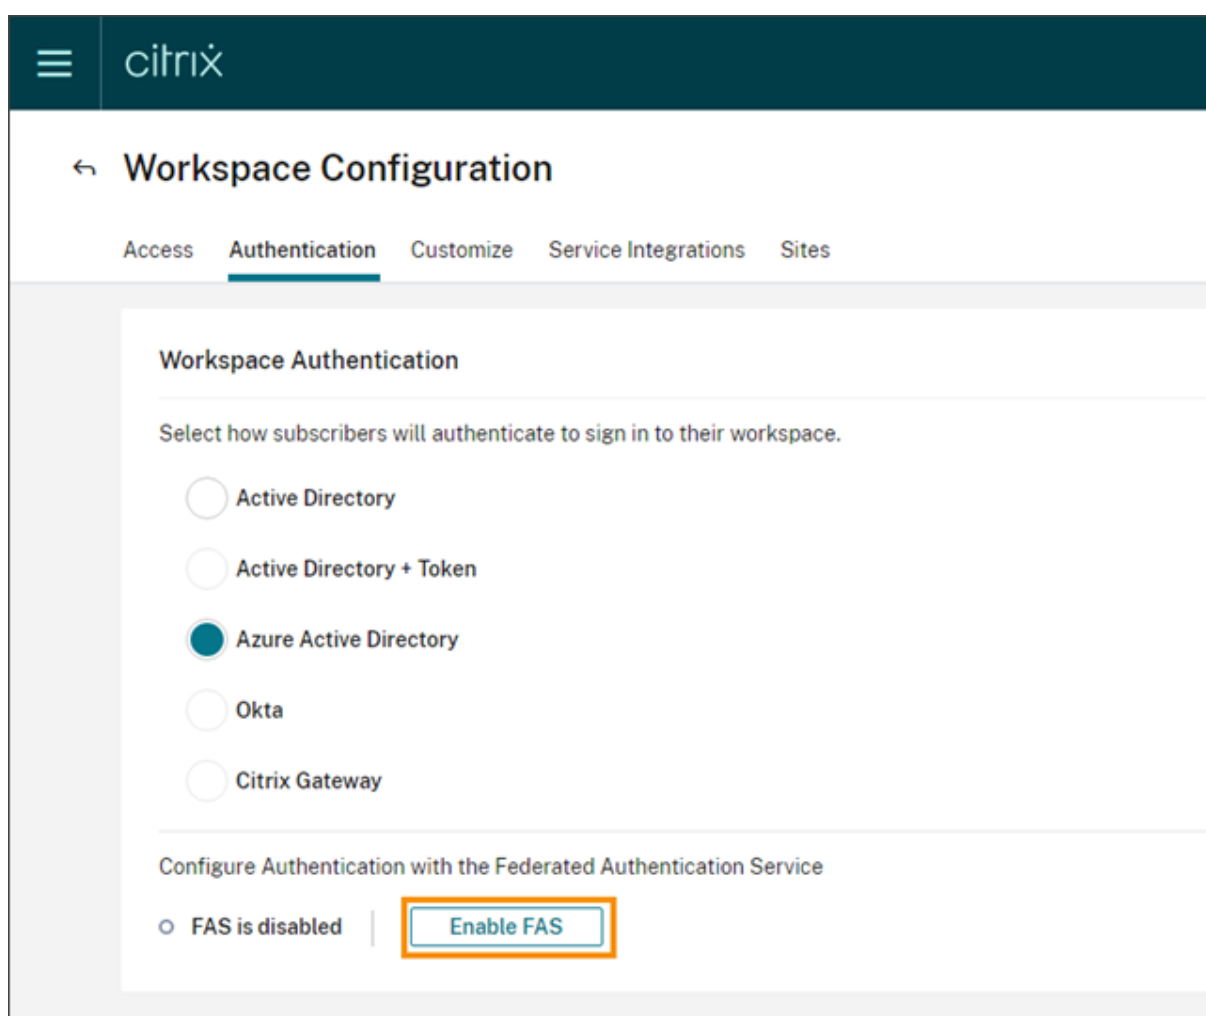 citrix
Workspace Configuration
Access Authentication Customize Service Integrations Sites
Workspace Authentication
Select how subscribers will authenticate to sign in to their workspace.
Active Directory
Active Directory + Token
Azure Active Directory
Okta
Citrix Gateway
Configure Authentication with the Federated Authentication Service
FAS is disabled Enable FAS